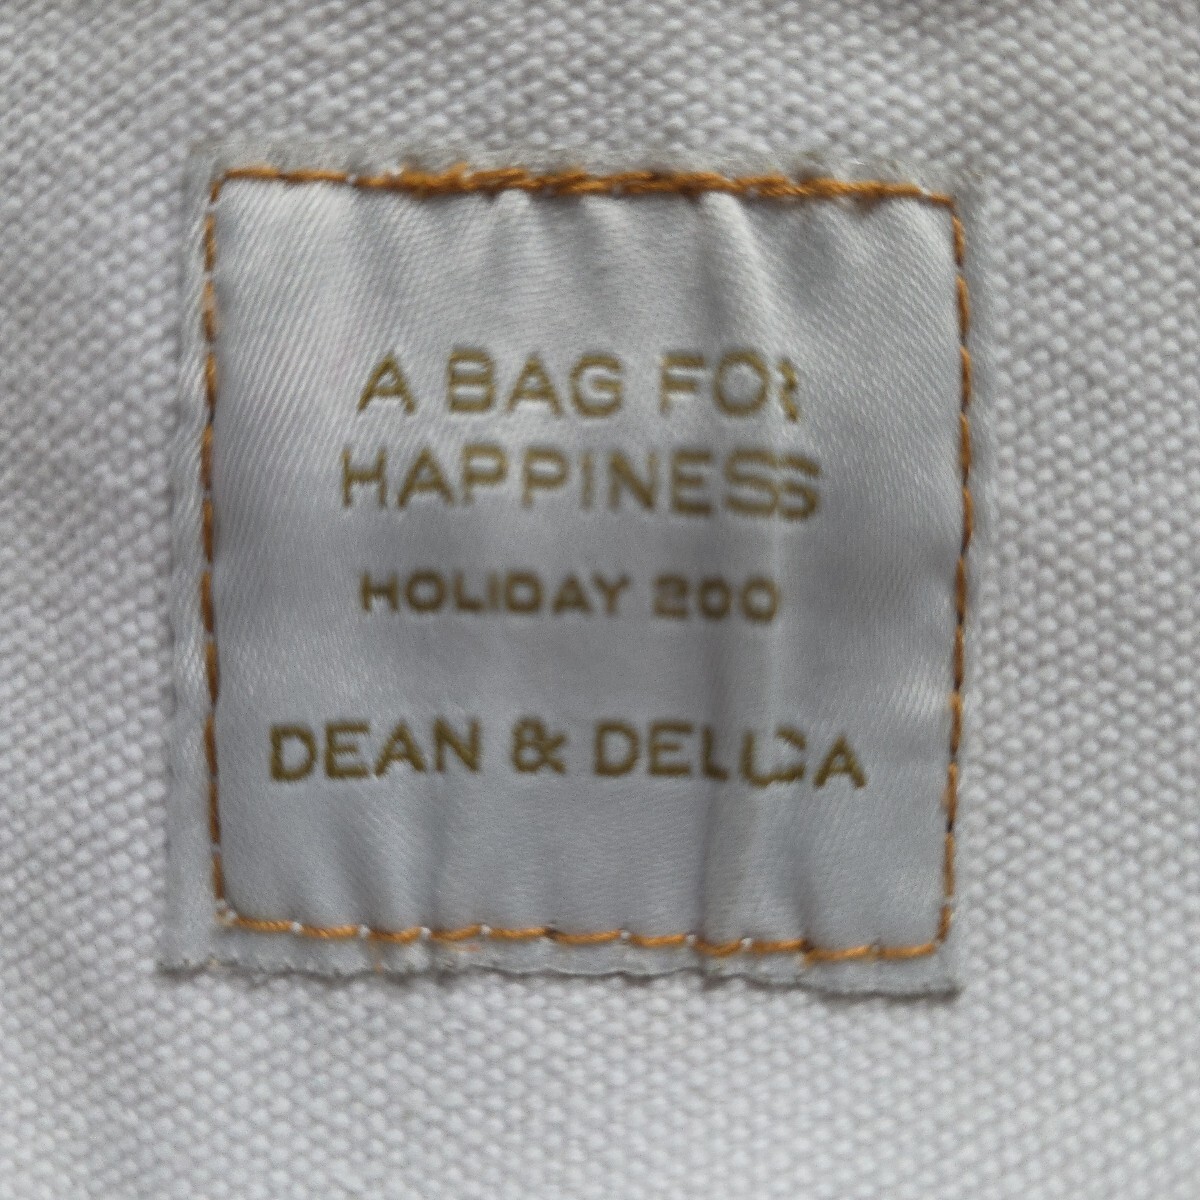 A BAG FOR
HAPPINESS
HOLIDAY 200
DEAN & DELUCA